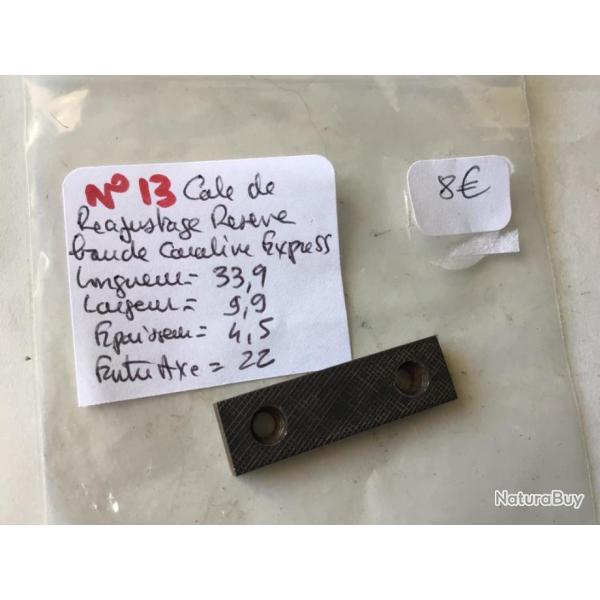 N° 13 Cale de
Reajustage Reserve
bande Carabine Express
Longueur = 33,9
Largeur = 9,9
Epaisseur = 4,5
Entre Axe = 22
8€
NaturaBuy